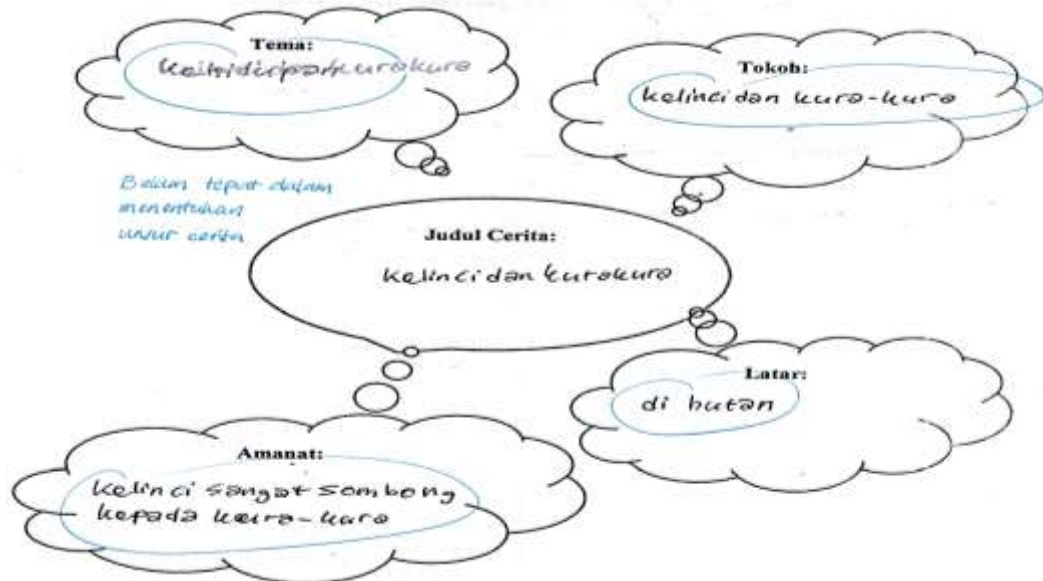 Tema:
kurakura
Tokoh:
kelinci dan kura-kura
Belum tepat dalam
menentukan
unsur cerita
Judul Cerita:
kelinci dan kurakura
Latar:
di hutan
Amanat:
kelinci sangat sombong
kepada kura-kura